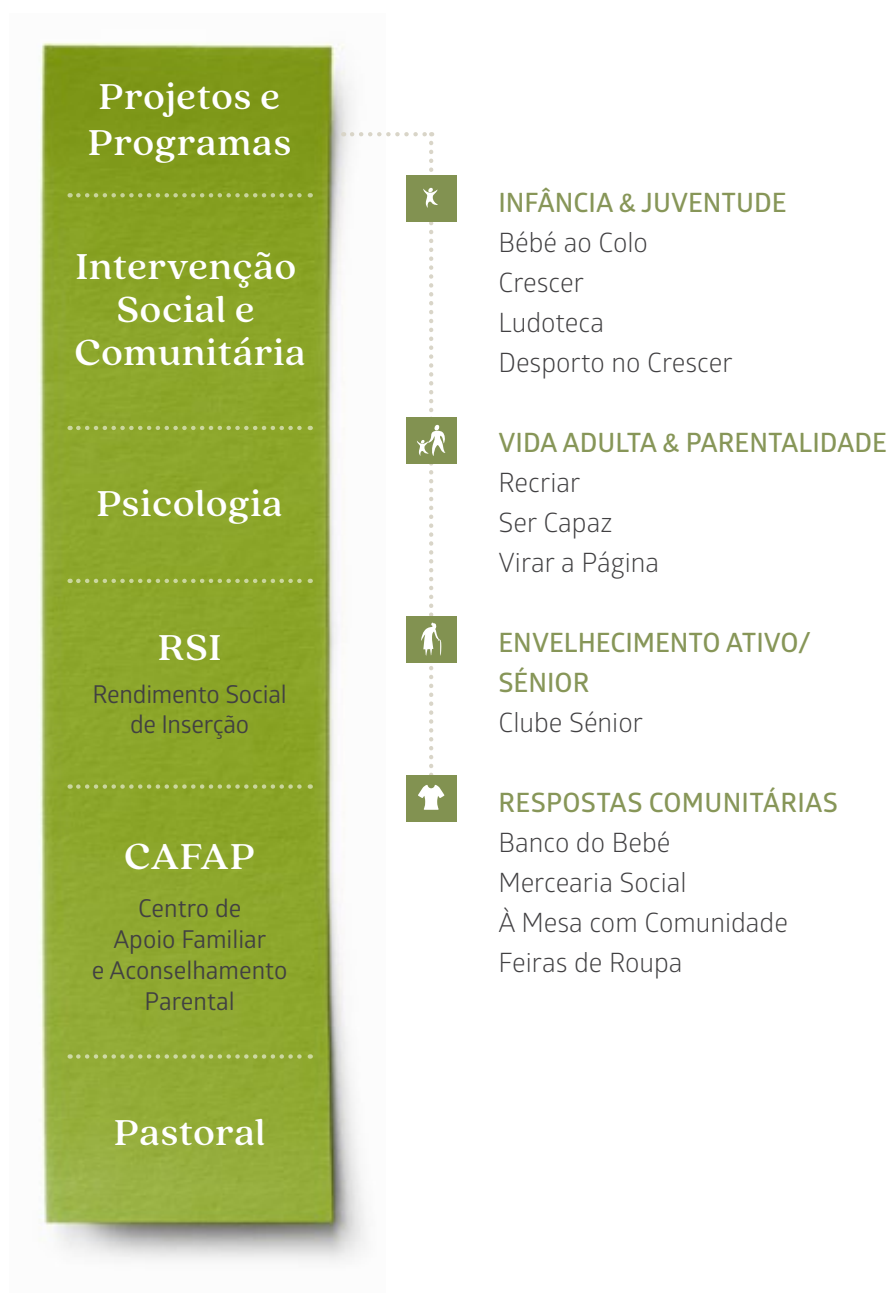 Projetos e
Programas
Intervenção
Social e
Comunitária
Psicologia
RSI
Rendimento Social
de Inserção
CAFAP
Centro de
Apoio Familiar
e Aconselhamento
Parental
Pastoral
INFÂNCIA & JUVENTUDE
Bébé ao Colo
Crescer
Ludoteca
Desporto no Crescer
VIDA ADULTA & PARENTALIDADE
Recriar
Ser Capaz
Virar a Página
ENVELHECIMENTO ATIVO/
SÉNIOR
Clube Sénior
RESPOSTAS COMUNITÁRIAS
Banco do Bebé
Mercearia Social
À Mesa com Comunidade
Feiras de Roupa